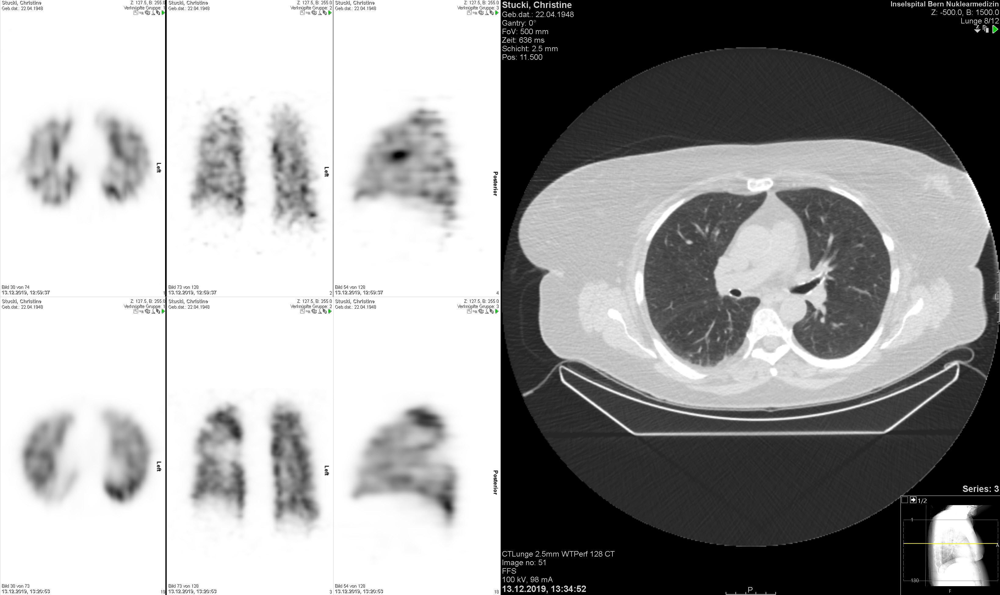 Stucki, Christine
Geb.dat.: 22.04.1948
Z: 127.5, B: 255.0
Verknüpfte Gruppe: 1
Left
Bild 30 von 74
13.12.2019, 12:59:37
1
Stucki, Christine
Geb.dat.: 22.04.1948
Z: 127.5, B: 255.0
Verknüpfte Gruppe: 2
Left
Bild 73 von 128
13.12.2019, 12:59:37
2
Stucki, Christine
Geb.dat.: 22.04.1948
Z: 127.5, B: 255.0
Verknüpfte Gruppe: 3
Posterior
Bild 54 von 128
13.12.2019, 12:59:37
4
Stucki, Christine
Geb.dat.: 22.04.1948
Z: 127.5, B: 255.0
Verknüpfte Gruppe: 1
Left
Bild 30 von 73
13.12.2019, 13:20:53
19
Stucki, Christine
Geb.dat.: 22.04.1948
Z: 127.5, B: 255.0
Verknüpfte Gruppe: 2
Left
Bild 73 von 128
13.12.2019, 13:20:53
3
Stucki, Christine
Geb.dat.: 22.04.1948
Z: 127.5, B: 255.0
Verknüpfte Gruppe: 3
Posterior
Bild 54 von 128
13.12.2019, 13:20:53
18
Stucki, Christine
Geb.dat.: 22.04.1948
Gantry: 0°
FoV: 500 mm
Zeit: 636 ms
Schicht: 2.5 mm
Pos: 11.500
Inselspital Bern Nuklearmedizin
Z: -500.0, B: 1500.0
Lunge 8/12
Z
L
Series: 3
1/2
1
A
130
F
CTLunge 2.5mm WTPerf 128 CT
Image no: 51
FFS
100 kV, 98 mA
13.12.2019, 13:34:52
P